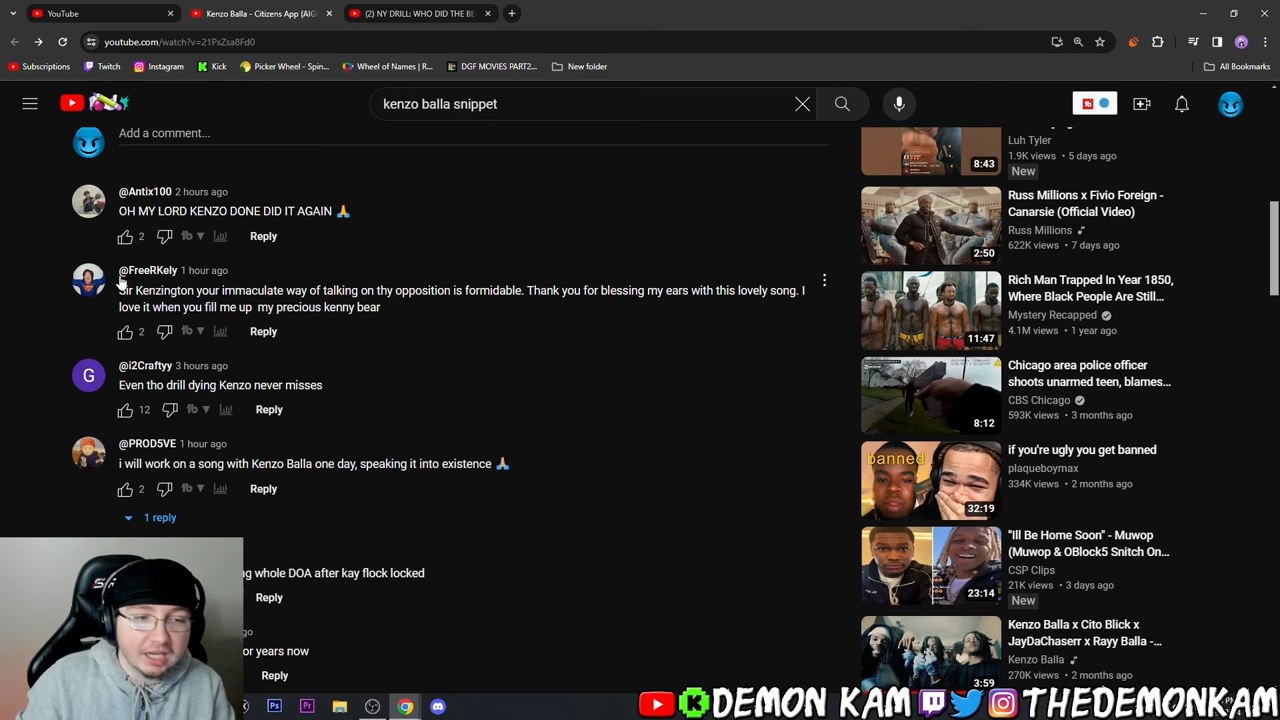 YouTube
Kenzo Balla - Citizens App (AIG
(2) NY DRILL: WHO DID THE BE
youtube.com/watch?v=21PsZsa8Fd0
Subscriptions
Twitch
Instagram
Kick
Picker Wheel - Spin...
Wheel of Names | R...
DGF MOVIES PART2...
New folder
All Bookmarks
kenzo balla snippet
Add a comment...
@Antix100 2 hours ago
OH MY LORD KENZO DONE DID IT AGAIN 🙏
2 Reply
@FreeRKely 1 hour ago
Sir Kenzington your immaculate way of talking on thy opposition is formidable. Thank you for blessing my ears with this lovely song. I
love it when you fill me up my precious kenny bear
2 Reply
G
@i2Craftyy 3 hours ago
Even tho drill dying Kenzo never misses
12 Reply
@PROD5VE 1 hour ago
i will work on a song with Kenzo Balla one day, speaking it into existence 🙏🏽
2 Reply
1 reply
whole DOA after kay flock locked
Reply
years now
Reply
Luh Tyler
1.9K views • 5 days ago
New
8:43
Russ Millions x Fivio Foreign -
Canarsie (Official Video)
Russ Millions
622K views • 7 days ago
2:50
Rich Man Trapped In Year 1850,
Where Black People Are Still...
Mystery Recapped
4.1M views • 1 year ago
11:47
Chicago area police officer
shoots unarmed teen, blames...
CBS Chicago
593K views • 3 months ago
8:12
banned
if you're ugly you get banned
plaqueboymax
334K views • 2 months ago
32:19
"Ill Be Home Soon" - Muwop
(Muwop & OBlock5 Snitch On...
CSP Clips
21K views • 3 days ago
New
23:14
Kenzo Balla x Cito Blick x
JayDaChaserr x Rayy Balla -...
Kenzo Balla
270K views • 2 months ago
3:59
Ps
Pr
DEMON KAM
THEDEMONKAM